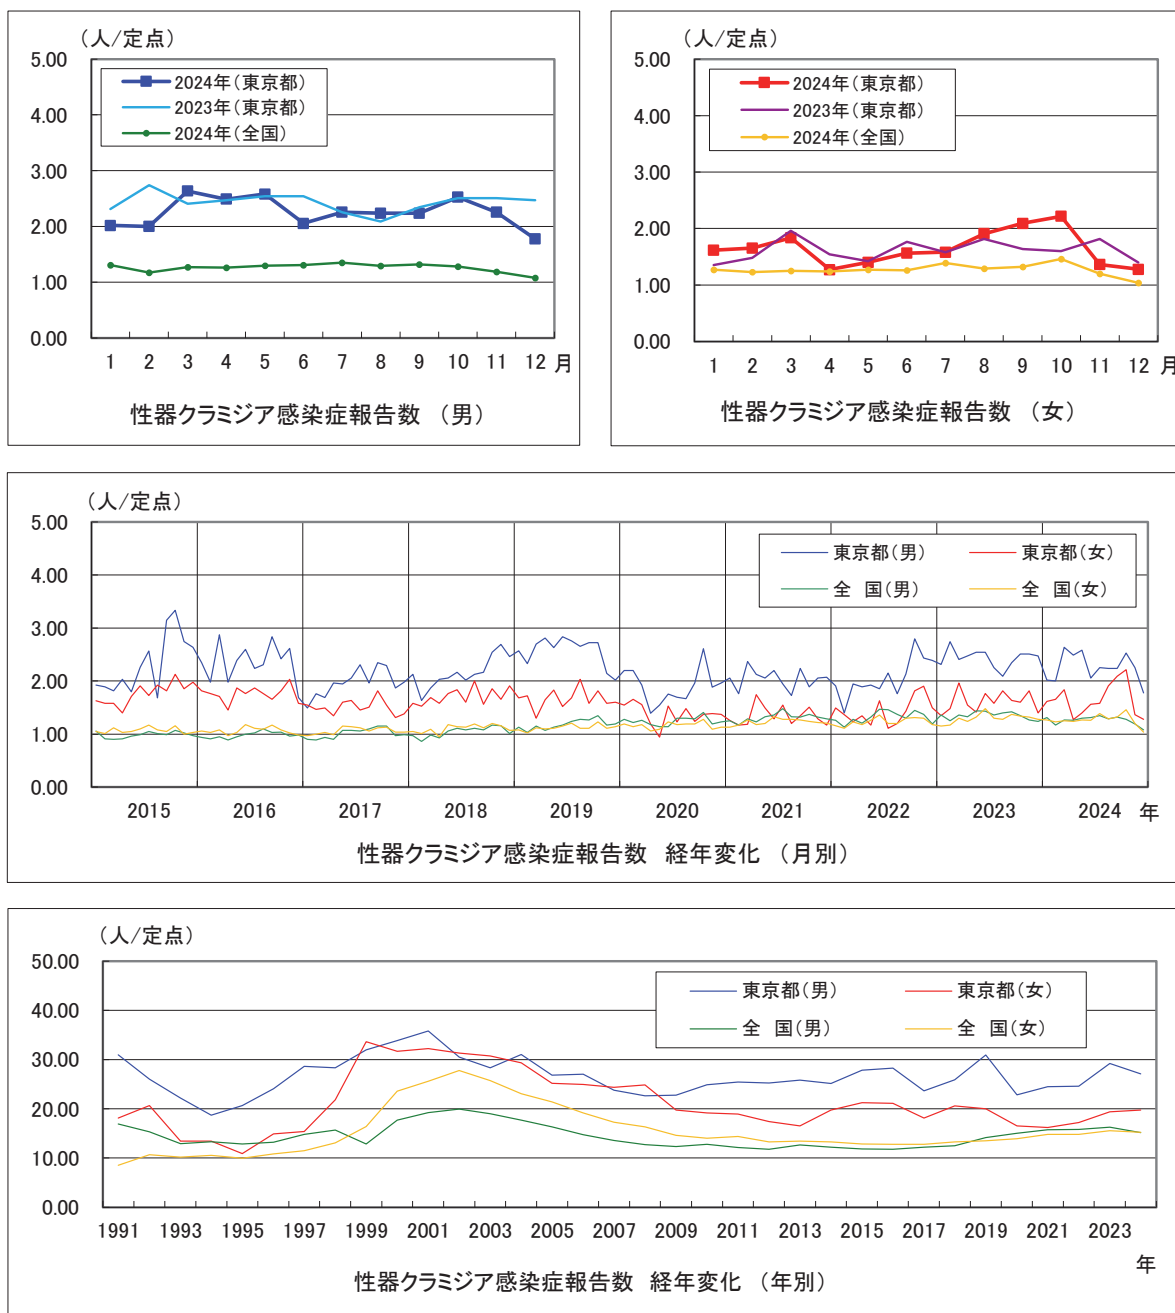 （人/定点）
5.00
4.00
3.00
2.00
1.00
0.00
2024年（東京都）
2023年（東京都）
2024年（全国）
1 2 3 4 5 6 7 8 9 10 11 12 月
性器クラミジア感染症報告数 （男）
（人/定点）
5.00
4.00
3.00
2.00
1.00
0.00
2024年（東京都）
2023年（東京都）
2024年（全国）
1 2 3 4 5 6 7 8 9 10 11 12 月
性器クラミジア感染症報告数 （女）
（人/定点）
5.00
4.00
3.00
2.00
1.00
0.00
東京都（男） 東京都（女）
全 国（男） 全 国（女）
2015 2016 2017 2018 2019 2020 2021 2022 2023 2024 年
性器クラミジア感染症報告数 経年変化 （月別）
（人/定点）
50.00
40.00
30.00
20.00
10.00
0.00
東京都（男） 東京都（女）
全 国（男） 全 国（女）
1991 1993 1995 1997 1999 2001 2003 2005 2007 2009 2011 2013 2015 2017 2019 2021 2023
年
性器クラミジア感染症報告数 経年変化 （年別）